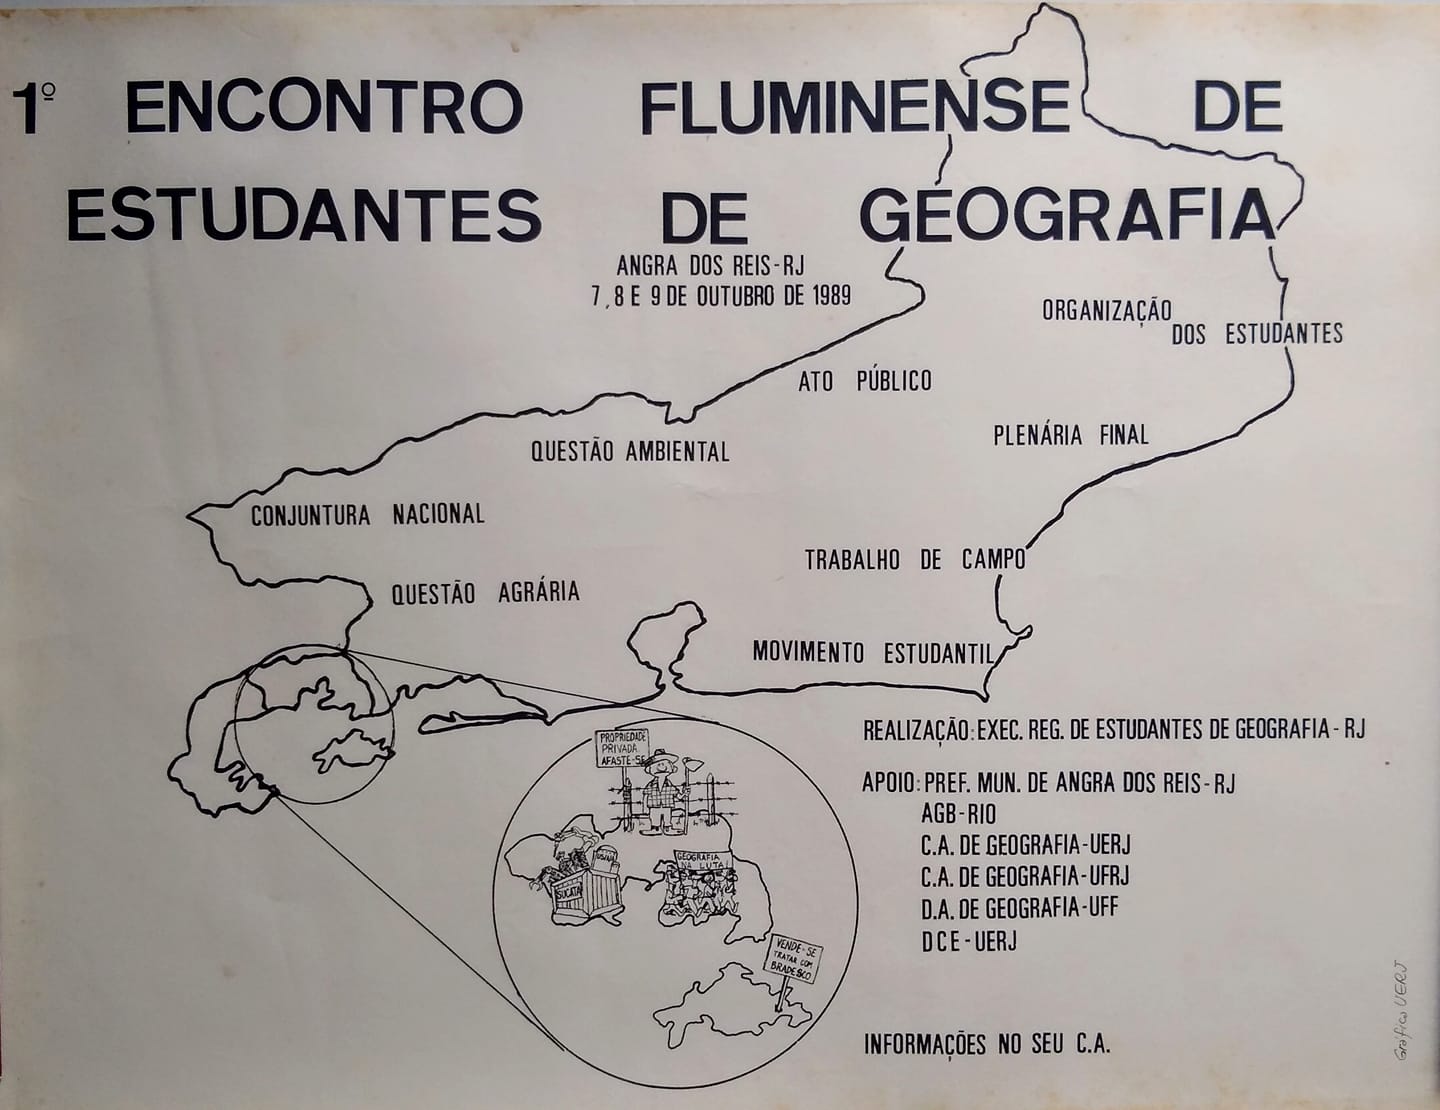 1º ENCONTRO FLUMINENSE DE
ESTUDANTES DE GEOGRAFIA
ANGRA DOS REIS-RJ
7,8 E 9 DE OUTUBRO DE 1989
ORGANIZAÇÃO
DOS ESTUDANTES
ATO PÚBLICO
PLENÁRIA FINAL
QUESTÃO AMBIENTAL
CONJUNTURA NACIONAL
TRABALHO DE CAMPO
QUESTÃO AGRÁRIA
MOVIMENTO ESTUDANTIL
PROPRIEDADE
PRIVADA
AFASTE-SE
SUCATA
GEOGRAFIA
NA LUTA!
VENDE-SE
TRATAR COM
BRADESCO
REALIZAÇÃO: EXEC. REG. DE ESTUDANTES DE GEOGRAFIA-RJ
APOIO: PREF. MUN. DE ANGRA DOS REIS-RJ
AGB-RIO
C.A. DE GEOGRAFIA-UERJ
C.A. DE GEOGRAFIA-UFRJ
D.A. DE GEOGRAFIA-UFF
DCE-UERJ
INFORMAÇÕES NO SEU C.A.
Gráfica UERJ